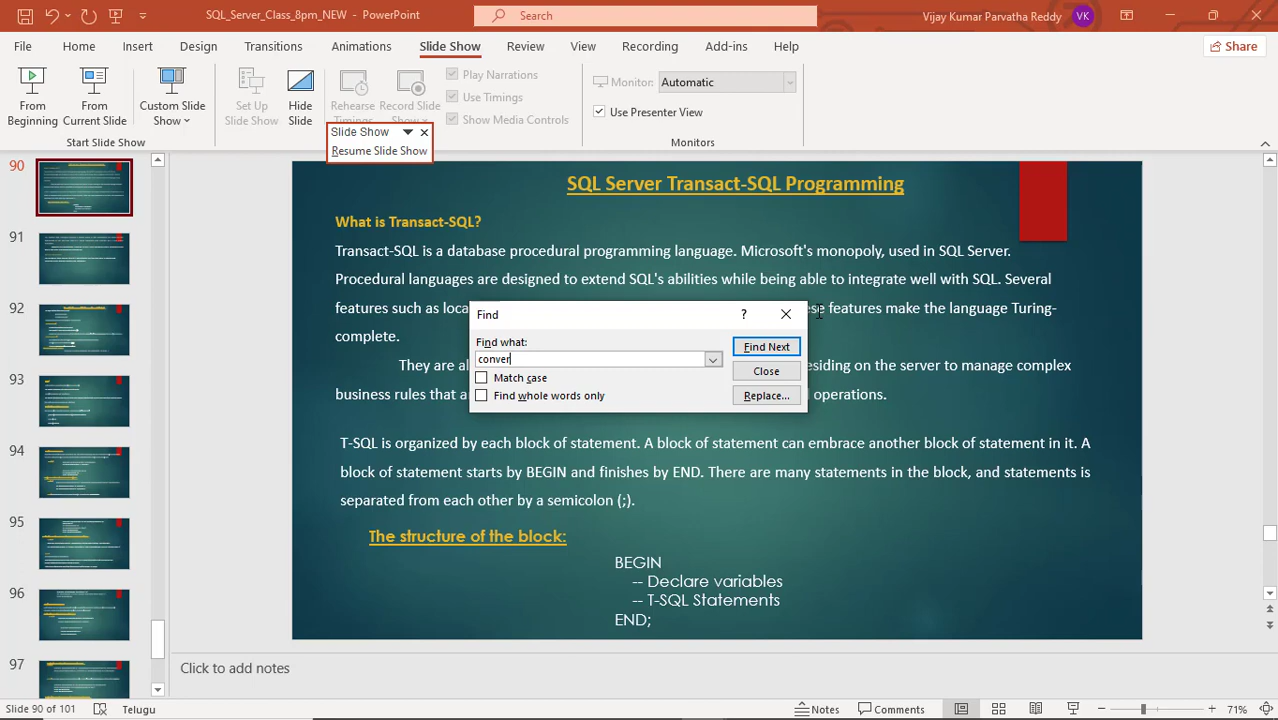 SQL_Server_Class_8pm_NEW - PowerPoint
Search
Vijay Kumar Parvatha Reddy
VK
File Home Insert Design Transitions Animations Slide Show Review View Recording Add-ins Help
Share
From Beginning
From Current Slide
Custom Slide Show
Set Up Slide Show
Hide Slide
Rehearse Timings
Record Slide Show
Play Narrations
Use Timings
Show Media Controls
Monitor: Automatic
Use Presenter View
Start Slide Show
Monitors
Slide Show
Resume Slide Show
90
91
92
93
94
95
96
97
SQL Server Transact-SQL Programming
What is Transact-SQL?
Transact-SQL is a database procedural programming language. Microsoft's monopoly, used in SQL Server.
Procedural languages are designed to extend SQL's abilities while being able to integrate well with SQL. Several
features such as features make the language Turing-
complete.
They are residing on the server to manage complex
business rules that operations.
T-SQL is organized by each block of statement. A block of statement can embrace another block of statement in it. A
block of statement starts by BEGIN and finishes by END. There are many statements in the block, and statements is
separated from each other by a semicolon (;).
The structure of the block:
BEGIN
-- Declare variables
-- T-SQL Statements
END;
Find
Find what:
conver
Match case
Find whole words only
Find Next
Close
Replace...
Click to add notes
Slide 90 of 101
Telugu
Notes
Comments
71%